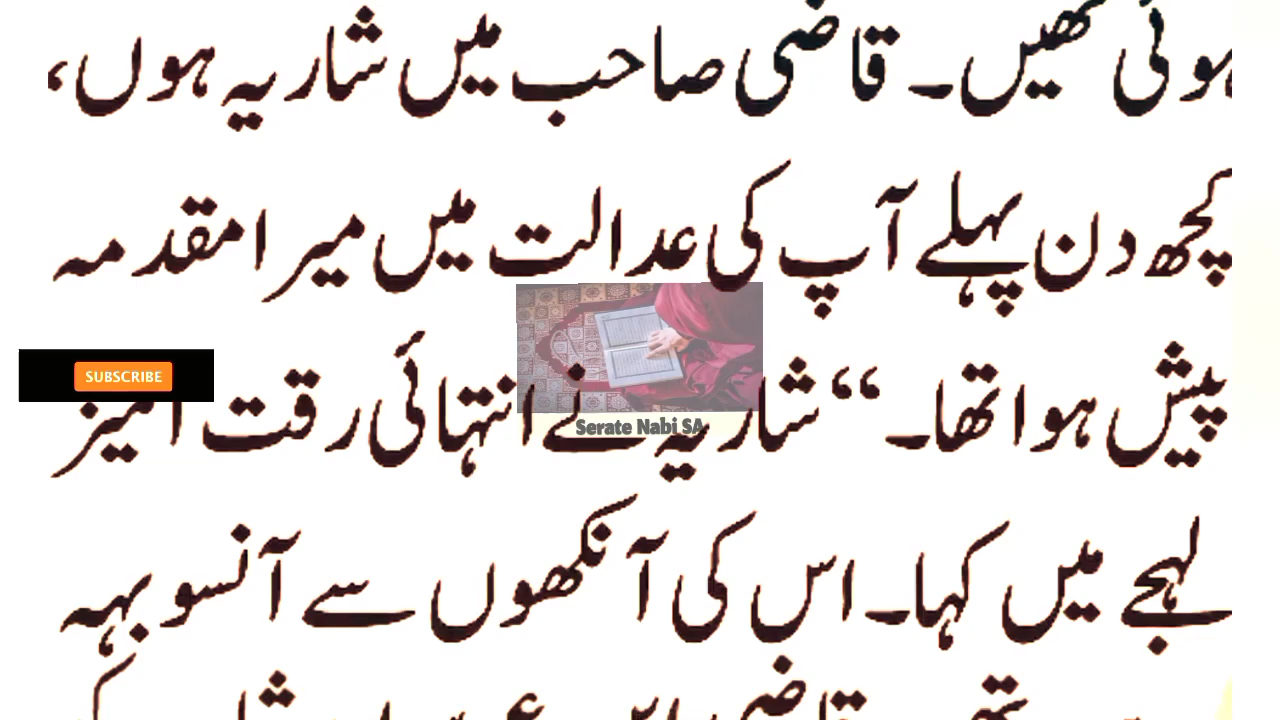 ہوئی تھیں۔ قاضی صاحب میں شاریہ ہوں،
کچھ دن پہلے آپ کی عدالت میں میرا مقدمہ
پیش ہوا تھا۔“ شاریہ نے انتہائی رقت آمیز
لہجے میں کہا۔ اس کی آنکھوں سے آنسو بہہ
SUBSCRIBE
Serate Nabi SA